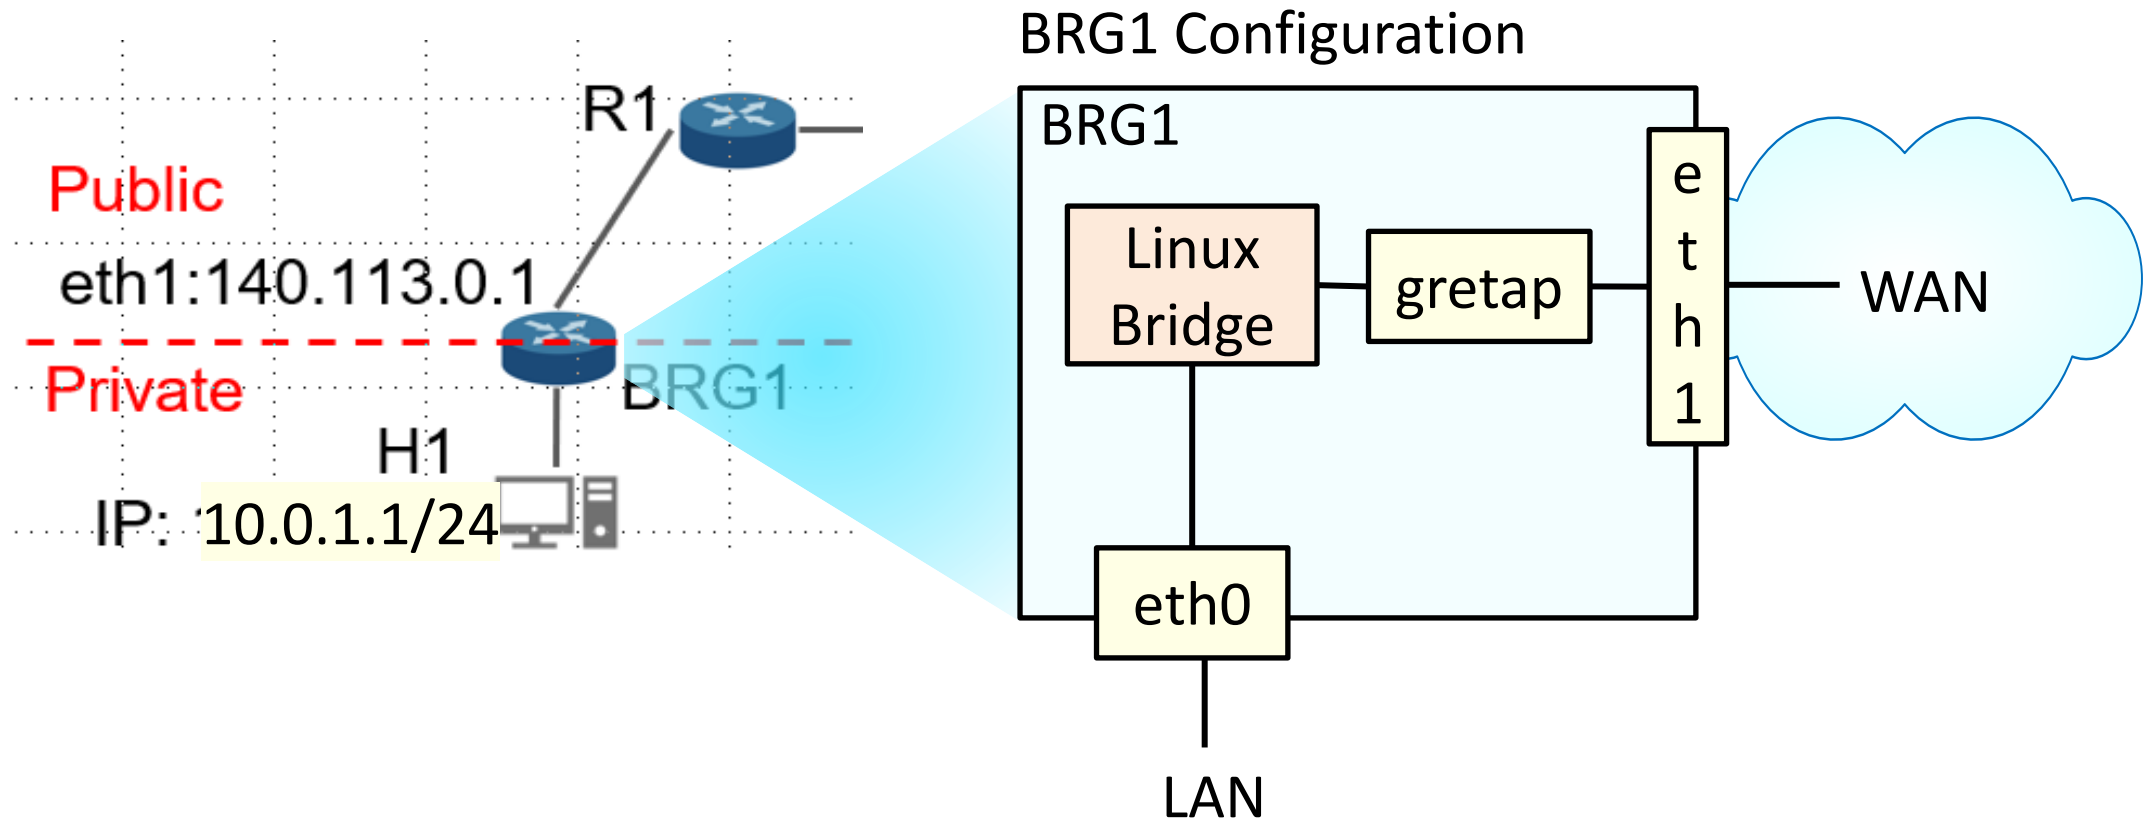 BRG1 Configuration
R1
Public
eth1:140.113.0.1
Private
BRG1
H1
IP: 10.0.1.1/24
BRG1
Linux
Bridge
gretap
e
t
h
1
WAN
eth0
LAN